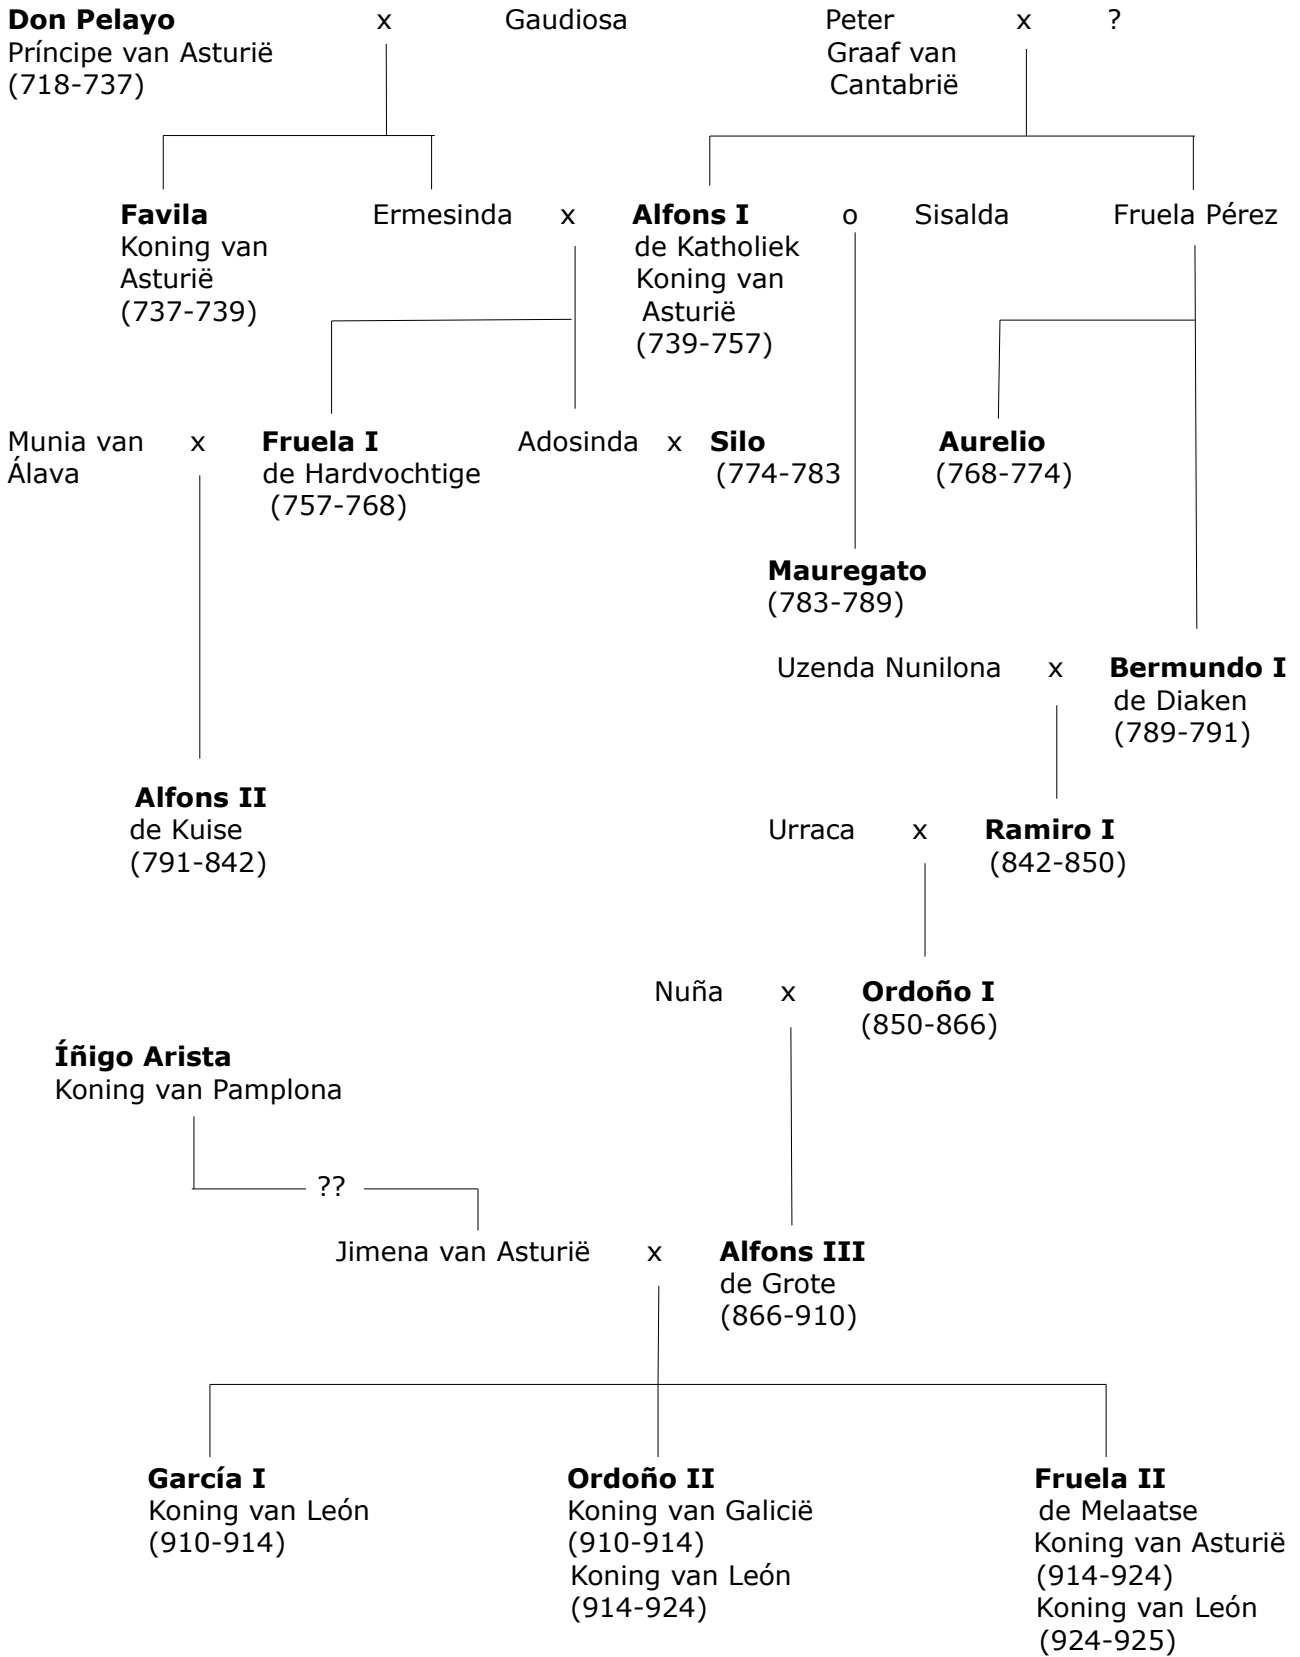 Don Pelayo x Gaudiosa Peter x ?
Príncipe van Asturië Graaf van
(718-737) Cantabrië
Favila Ermesinda x Alfons I o Sisalda Fruela Pérez
Koning van de Katholiek
Asturië Koning van
(737-739) Asturië
(739-757)
Munia van x Fruela I Adosinda x Silo Aurelio
Álava de Hardvochtige (774-783 (768-774)
(757-768)
Mauregato
(783-789)
Uzenda Nunilona x Bermundo I
de Diaken
(789-791)
Alfons II
de Kuise Urraca x Ramiro I
(791-842) (842-850)
Nuña x Ordoño I
(850-866)
Íñigo Arista
Koning van Pamplona
??
Jimena van Asturië x Alfons III
de Grote
(866-910)
García I Ordoño II Fruela II
Koning van León Koning van Galicië de Melaatse
(910-914) (910-914) Koning van Asturië
Koning van León (914-924)
(914-924) Koning van León
(924-925)